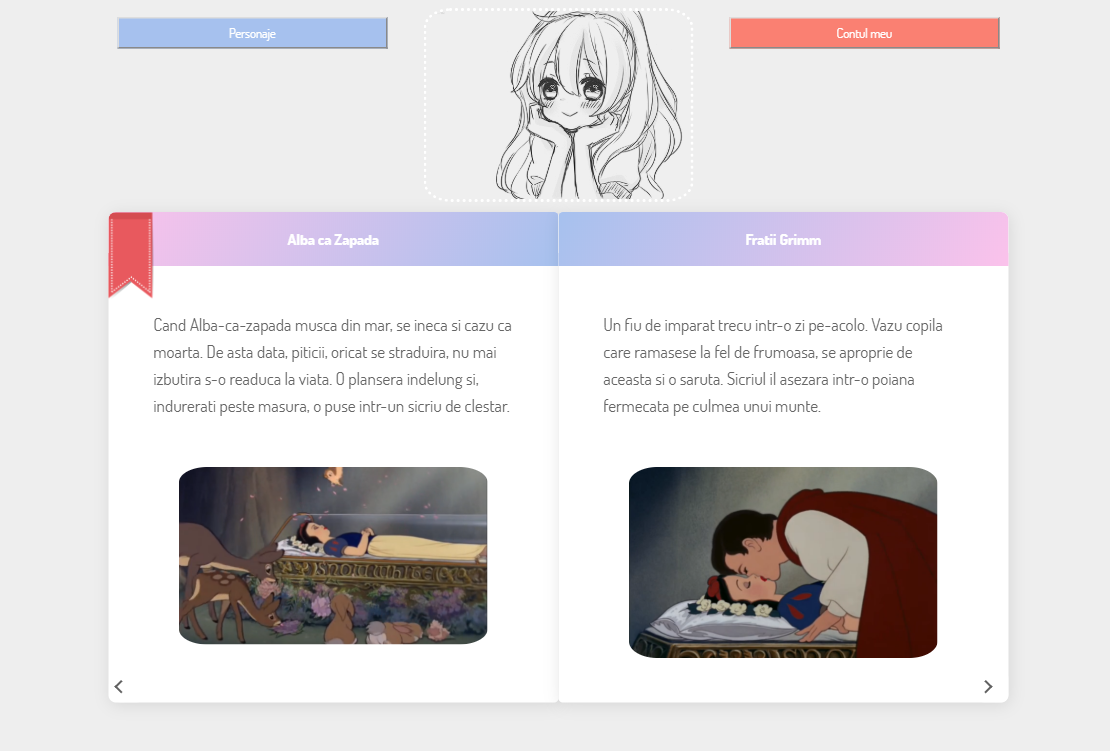 Personaje
Contul meu
Alba ca Zapada
Cand Alba-ca-zapada musca din mar, se ineca si cazu ca
moarta. De asta data, piticii, oricat se straduira, nu mai
izbutira s-o readuca la viata. O plansera indelung si,
indurerati peste masura, o puse intr-un sicriu de clestar.
Fratii Grimm
Un fiu de imparat trecu intr-o zi pe-acolo. Vazu copila
care ramasese la fel de frumoasa, se aproprie de
aceasta si o saruta. Sicriul il asezara intr-o poiana
fermecata pe culmea unui munte.